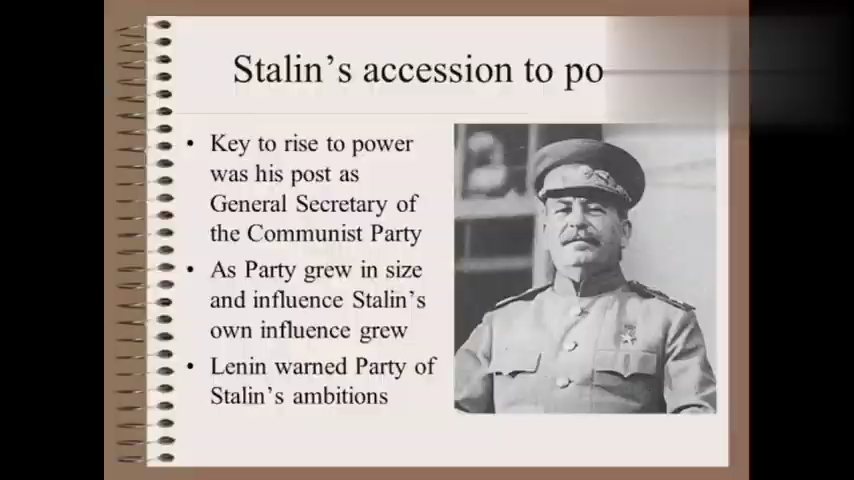 Stalin's accession to po
• Key to rise to power
was his post as
General Secretary of
the Communist Party
• As Party grew in size
and influence Stalin's
own influence grew
• Lenin warned Party of
Stalin's ambitions